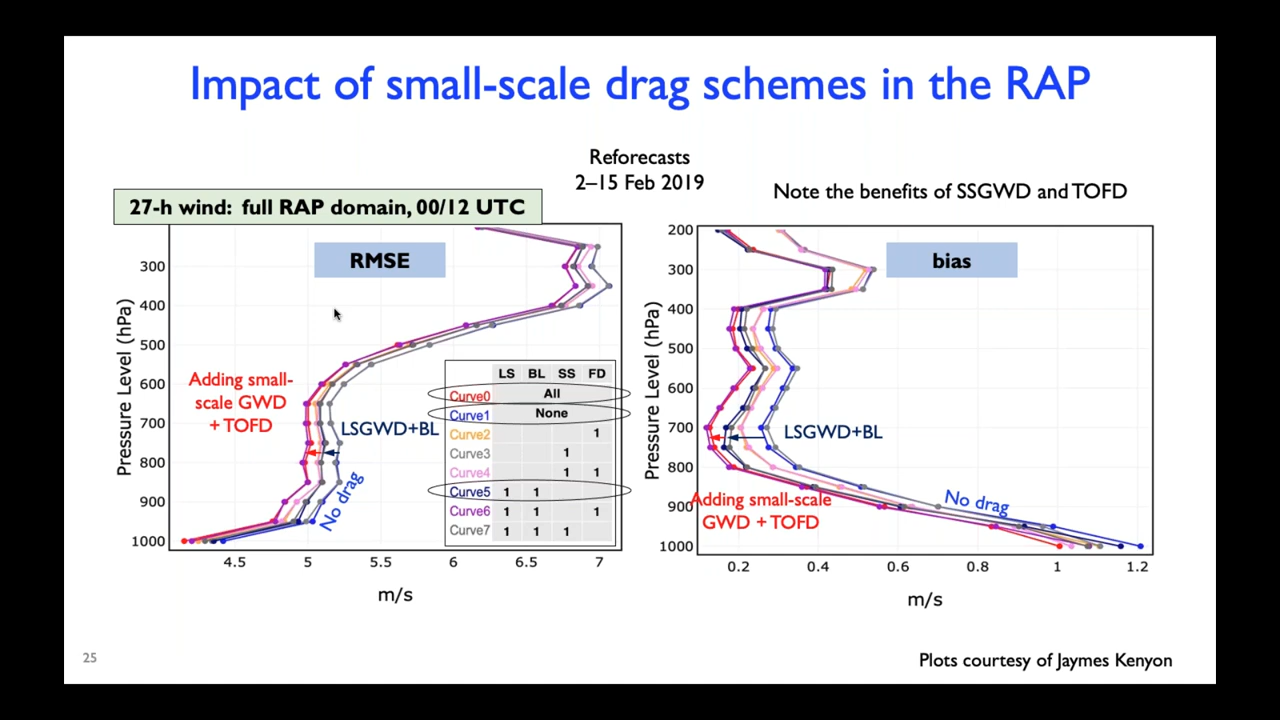 Impact of small-scale drag schemes in the RAP
Reforecasts
2–15 Feb 2019
Note the benefits of SSGWD and TOFD
27-h wind: full RAP domain, 00/12 UTC
RMSE
Pressure Level (hPa)
300
400
500
600
700
800
900
1000
4.5 5 5.5 6 6.5 7
m/s
Adding small-
scale GWD
+ TOFD
LSGWD+BL
No drag
LS BL SS FD
Curve0 All
Curve1 None
Curve2 1
Curve3 1
Curve4 1 1
Curve5 1 1
Curve6 1 1 1
Curve7 1 1 1
bias
Pressure Level (hPa)
200
300
400
500
600
700
800
900
1000
0.2 0.4 0.6 0.8 1 1.2
m/s
LSGWD+BL
Adding small-scale
GWD + TOFD
No drag
25
Plots courtesy of Jaymes Kenyon